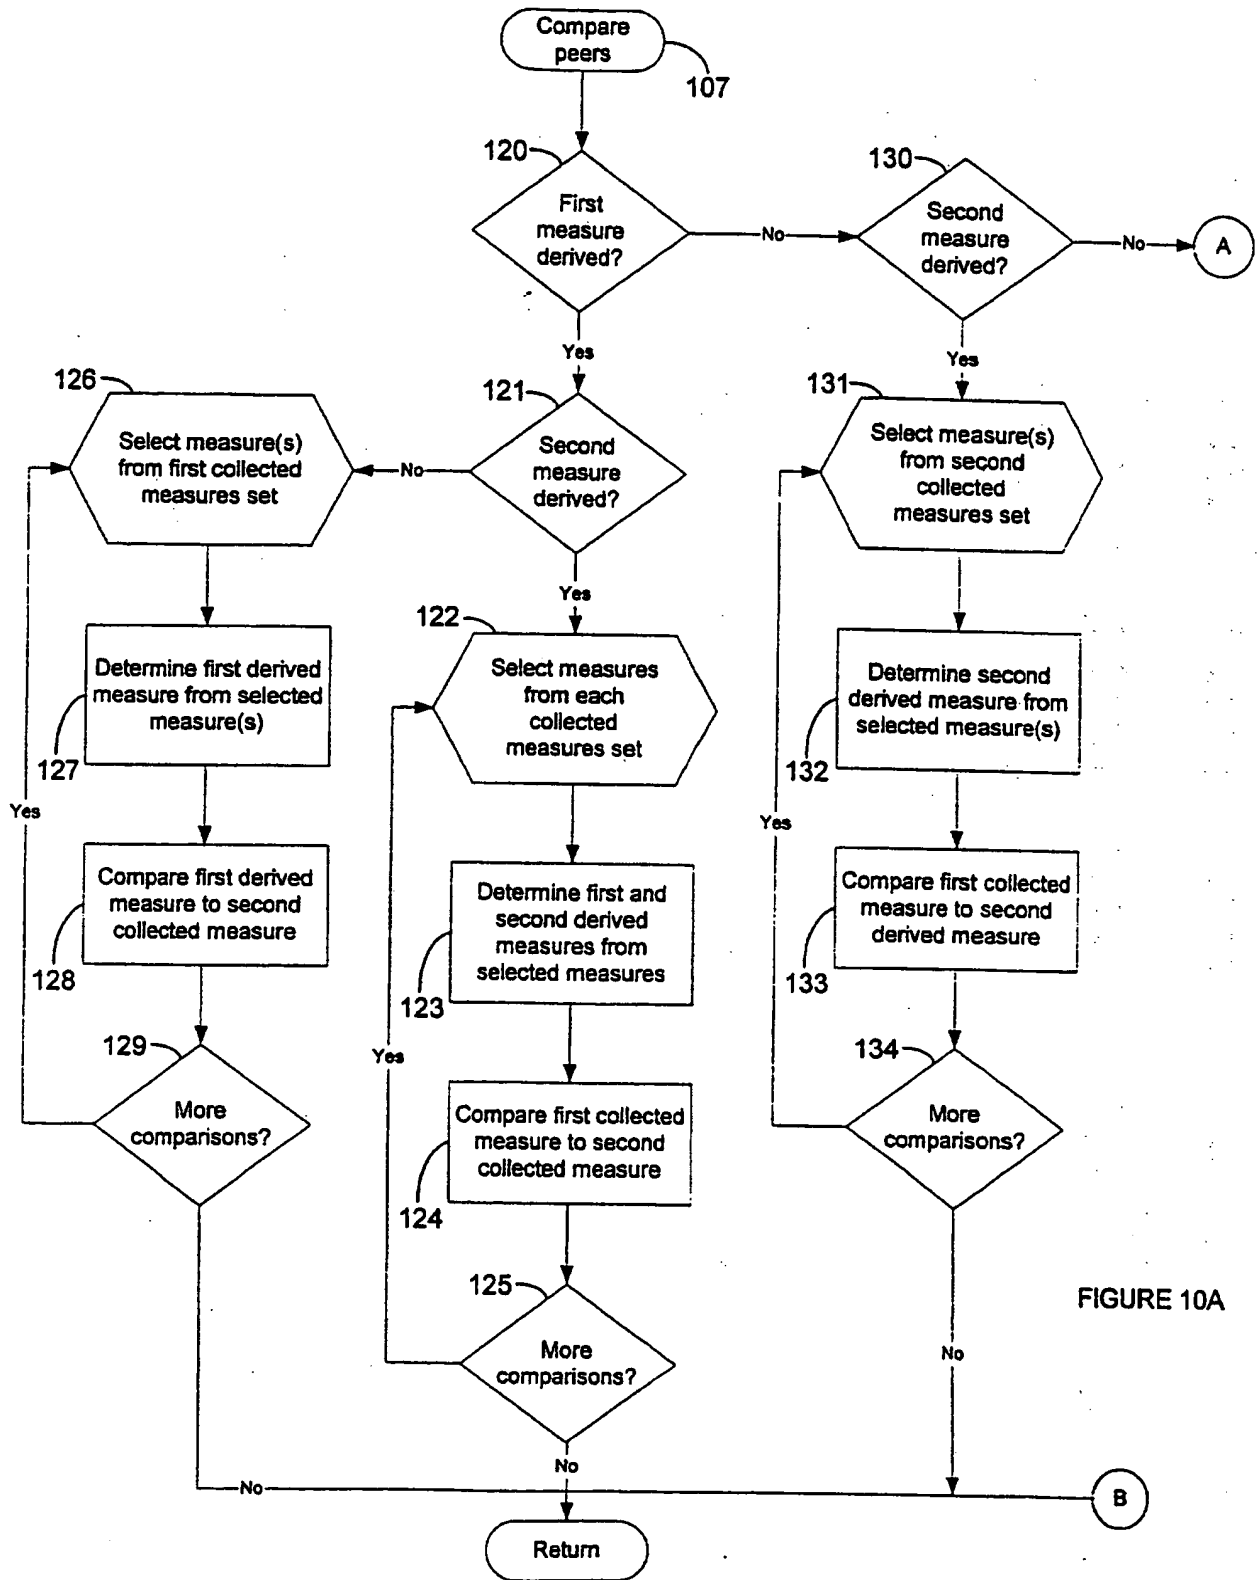 Compare
peers
107
120
First
measure
derived?
No
130
Second
measure
derived?
No
A
Yes
Yes
126
Select measure(s)
from first collected
measures set
No
121
Second
measure
derived?
131
Select measure(s)
from second
collected
measures set
Yes
122
Select measures
from each
collected
measures set
Determine first derived
measure from selected
measure(s)
127
Determine second
derived measure from
selected measure(s)
132
Yes
Yes
Compare first derived
measure to second
collected measure
128
Determine first and
second derived
measures from
selected measures
123
Compare first collected
measure to second
derived measure
133
129
More
comparisons?
Yes
134
More
comparisons?
Compare first collected
measure to second
collected measure
124
125
More
comparisons?
FIGURE 10A
No
No
No
B
Return